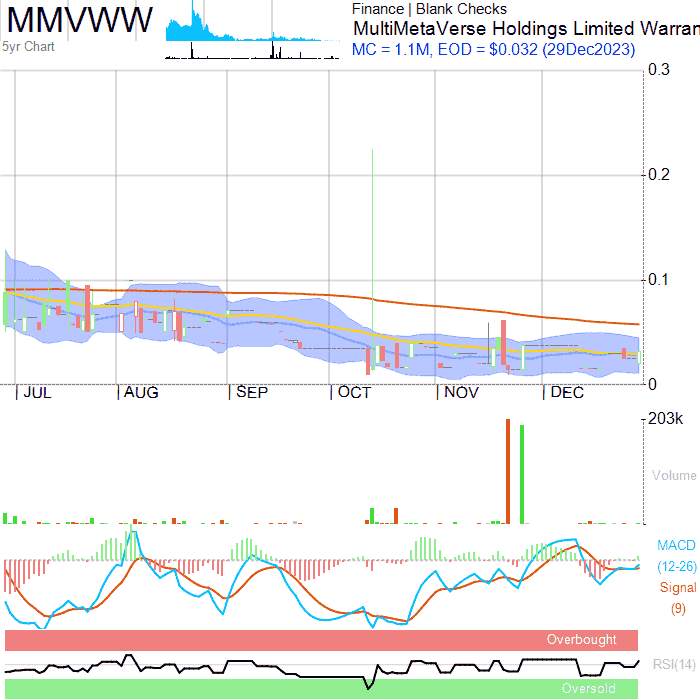 MMVWW
5yr Chart
Finance | Blank Checks
MultiMetaVerse Holdings Limited Warran
MC = 1.1M, EOD = $0.032 (29Dec2023)
0.3
0.2
0.1
0
JUL AUG SEP OCT NOV DEC
203k
Volume
MACD
(12-26)
Signal
(9)
Overbought
RSI(14)
Oversold